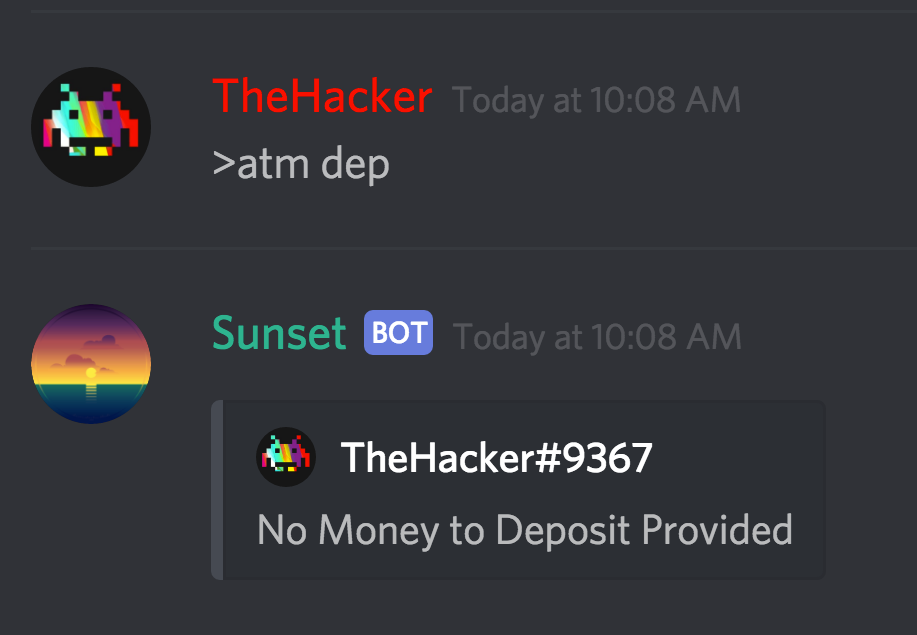 TheHacker Today at 10:08 AM
>atm dep
Sunset BOT Today at 10:08 AM
TheHacker#9367
No Money to Deposit Provided